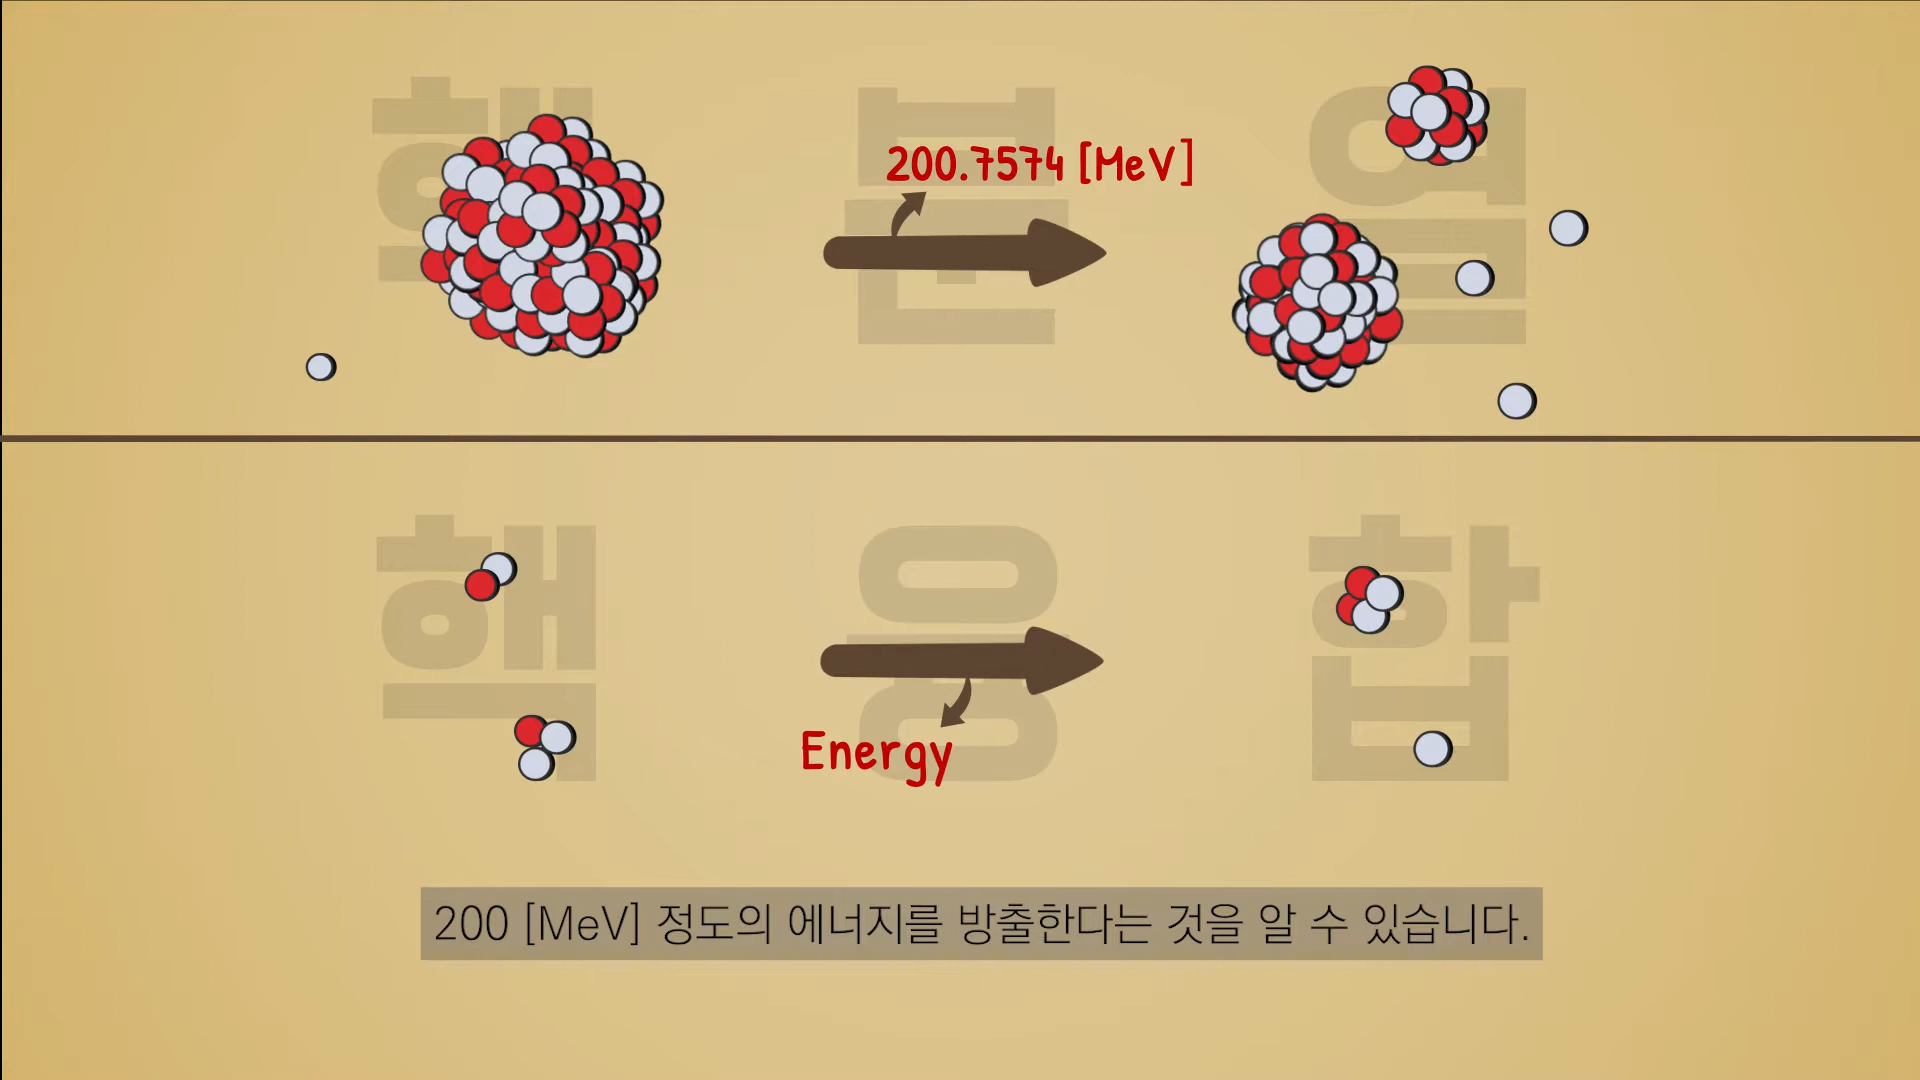 핵 분열
200.7574 [MeV]
핵 융 합
Energy
200 [MeV] 정도의 에너지를 방출한다는 것을 알 수 있습니다.